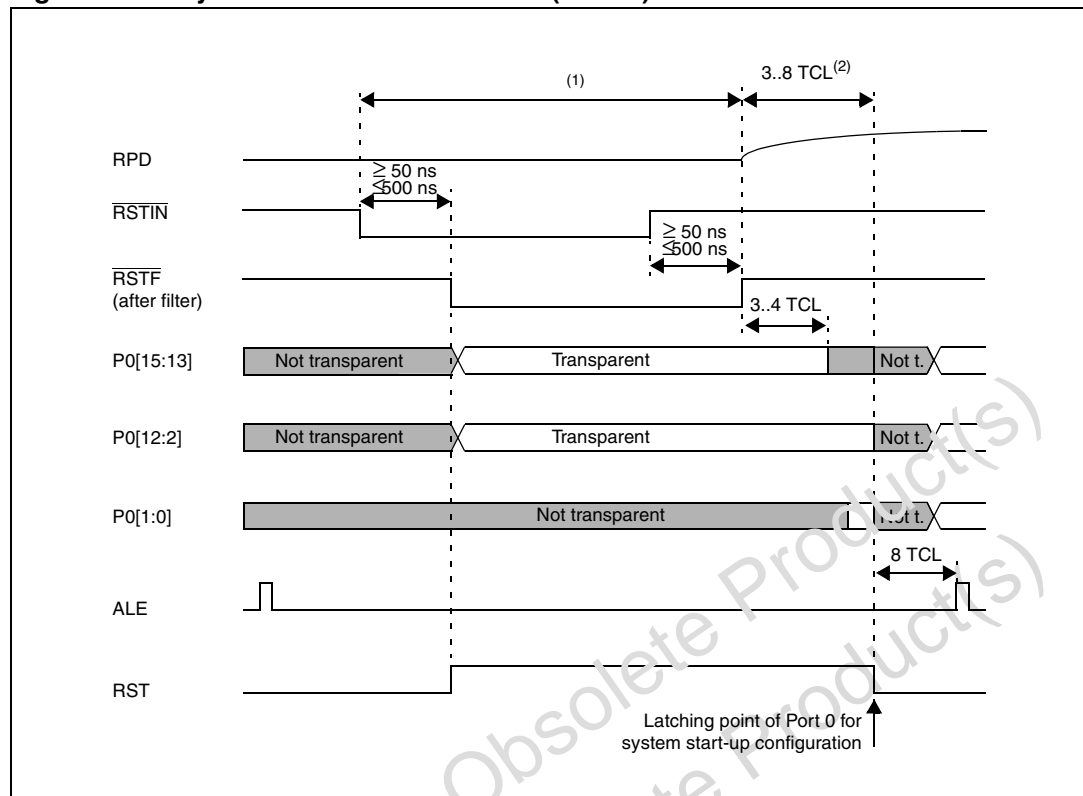 (1)
3..8 TCL(2)
RPD
≥ 50 ns
≤500 ns
RSTIN
≥ 50 ns
≤500 ns
RSTF
(after filter)
3..4 TCL
P0[15:13]
Not transparent
Transparent
Not t.
P0[12:2]
Not transparent
Transparent
Not t.
P0[1:0]
Not transparent
Not t.
8 TCL
ALE
RST
Latching point of Port 0 for
system start-up configuration
Obsolete Product(s)
Obsolete Product(s)